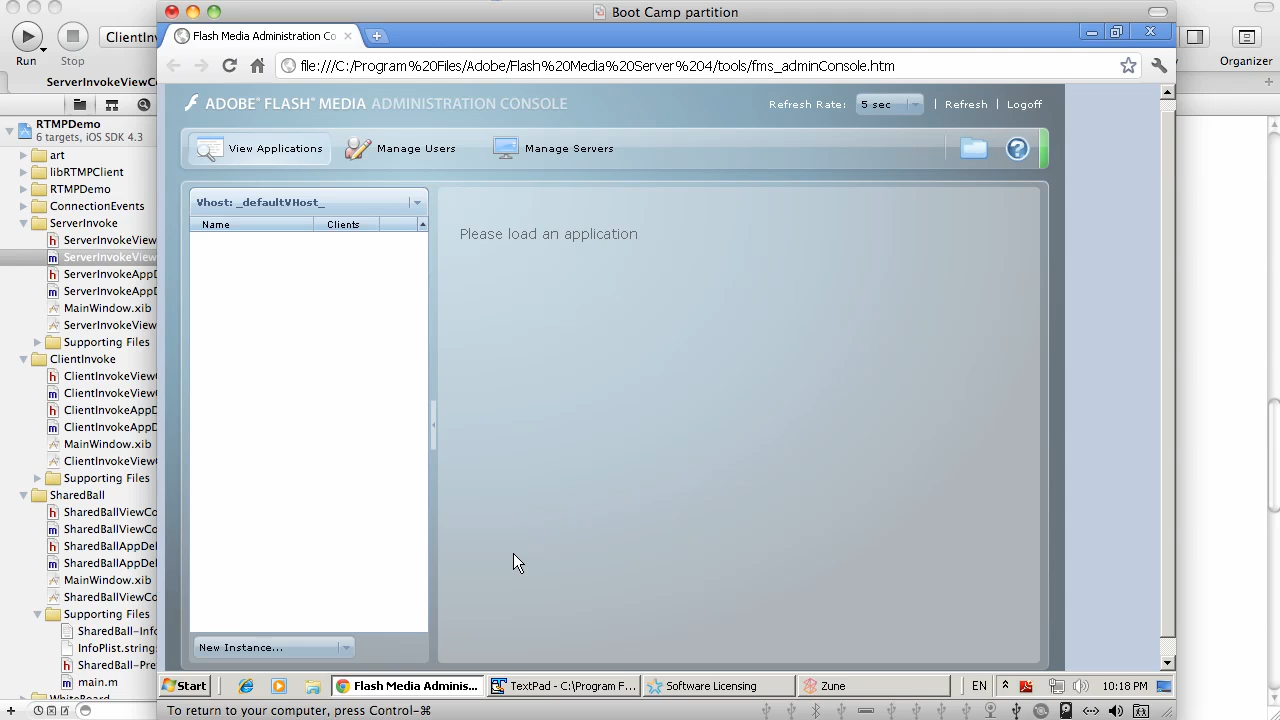 Boot Camp partition
Flash Media Administration Co
Run
Stop
ClientInv
Organizer
file:///C:/Program%20Files/Adobe/Flash%20Media%20Server%204/tools/fms_adminConsole.htm
ServerInvokeViewCo
ADOBE® FLASH® MEDIA ADMINISTRATION CONSOLE
Refresh Rate: 5 sec | Refresh | Logoff
View Applications
Manage Users
Manage Servers
RTMPDemo
6 targets, iOS SDK 4.3
art
libRTMPClient
RTMPDemo
ConnectionEvents
ServerInvoke
h ServerInvokeView
m ServerInvokeView
h ServerInvokeAppD
m ServerInvokeAppD
MainWindow.xib
ServerInvokeView
Supporting Files
ClientInvoke
h ClientInvokeView
m ClientInvokeViewC
h ClientInvokeAppD
m ClientInvokeAppD
MainWindow.xib
ClientInvokeViewC
Supporting Files
SharedBall
h SharedBallViewCo
m SharedBallViewCo
h SharedBallAppDel
m SharedBallAppDel
MainWindow.xib
SharedBallViewCo
Supporting Files
SharedBall-Info
InfoPlist.strings
SharedBall-Pre
m main.m
Vhost: _defaultVHost_
Name Clients
Please load an application
New Instance...
Start
Flash Media Adminis...
TextPad - C:\Program F...
Software Licensing
Zune
EN
10:18 PM
To return to your computer, press Control-⌘